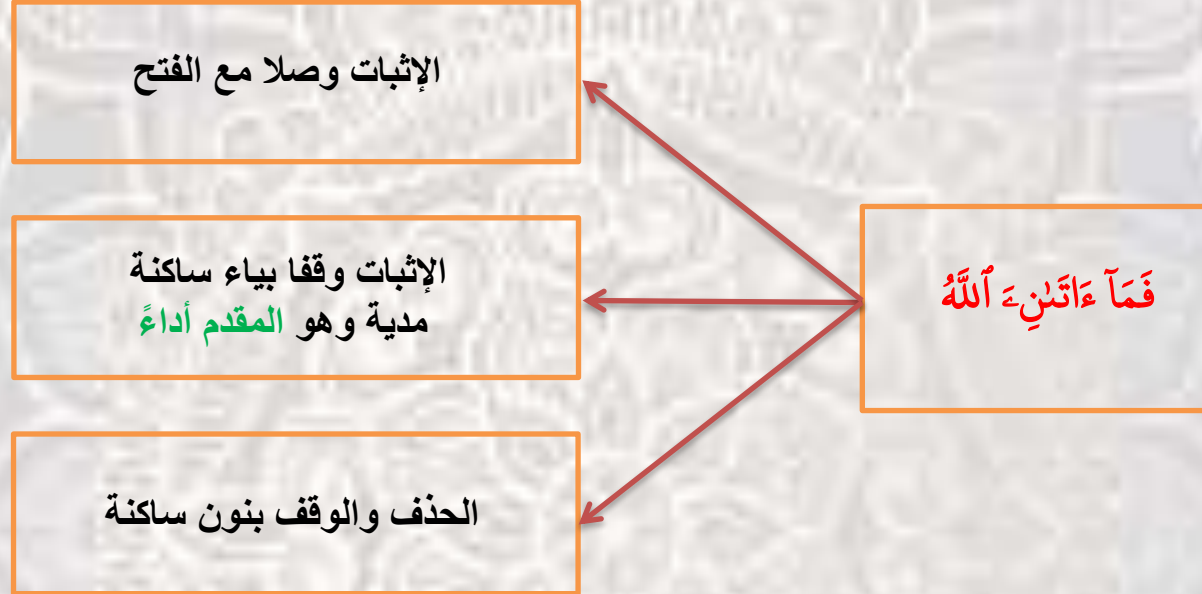 فَمَآ ءَاتَىٰنِۦَ ٱللَّهُ
الإثبات وصلا مع الفتح
الإثبات وقفا بياء ساكنة
مدية وهو المقدم أداءً
الحذف والوقف بنون ساكنة